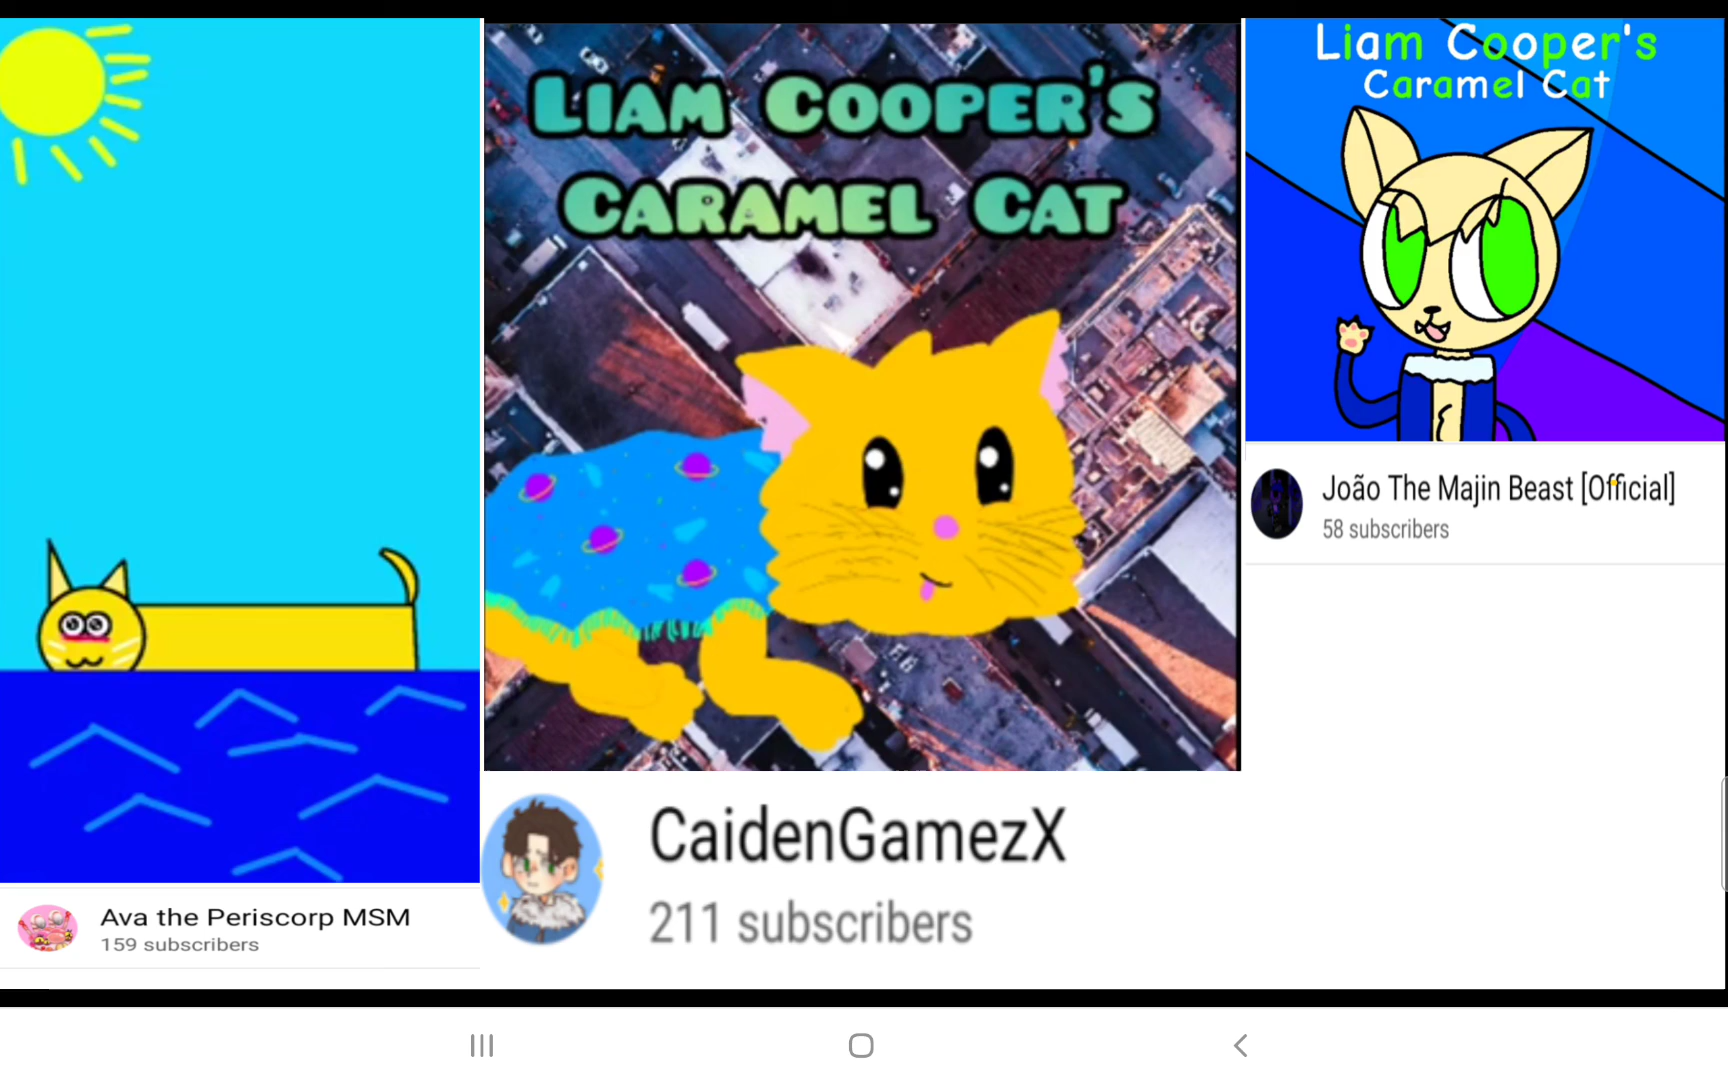 Liam Cooper's
Caramel Cat
Liam Cooper's
Caramel Cat
João The Majin Beast [Official]
58 subscribers
CaidenGamezX
211 subscribers
Ava the Periscorp MSM
159 subscribers